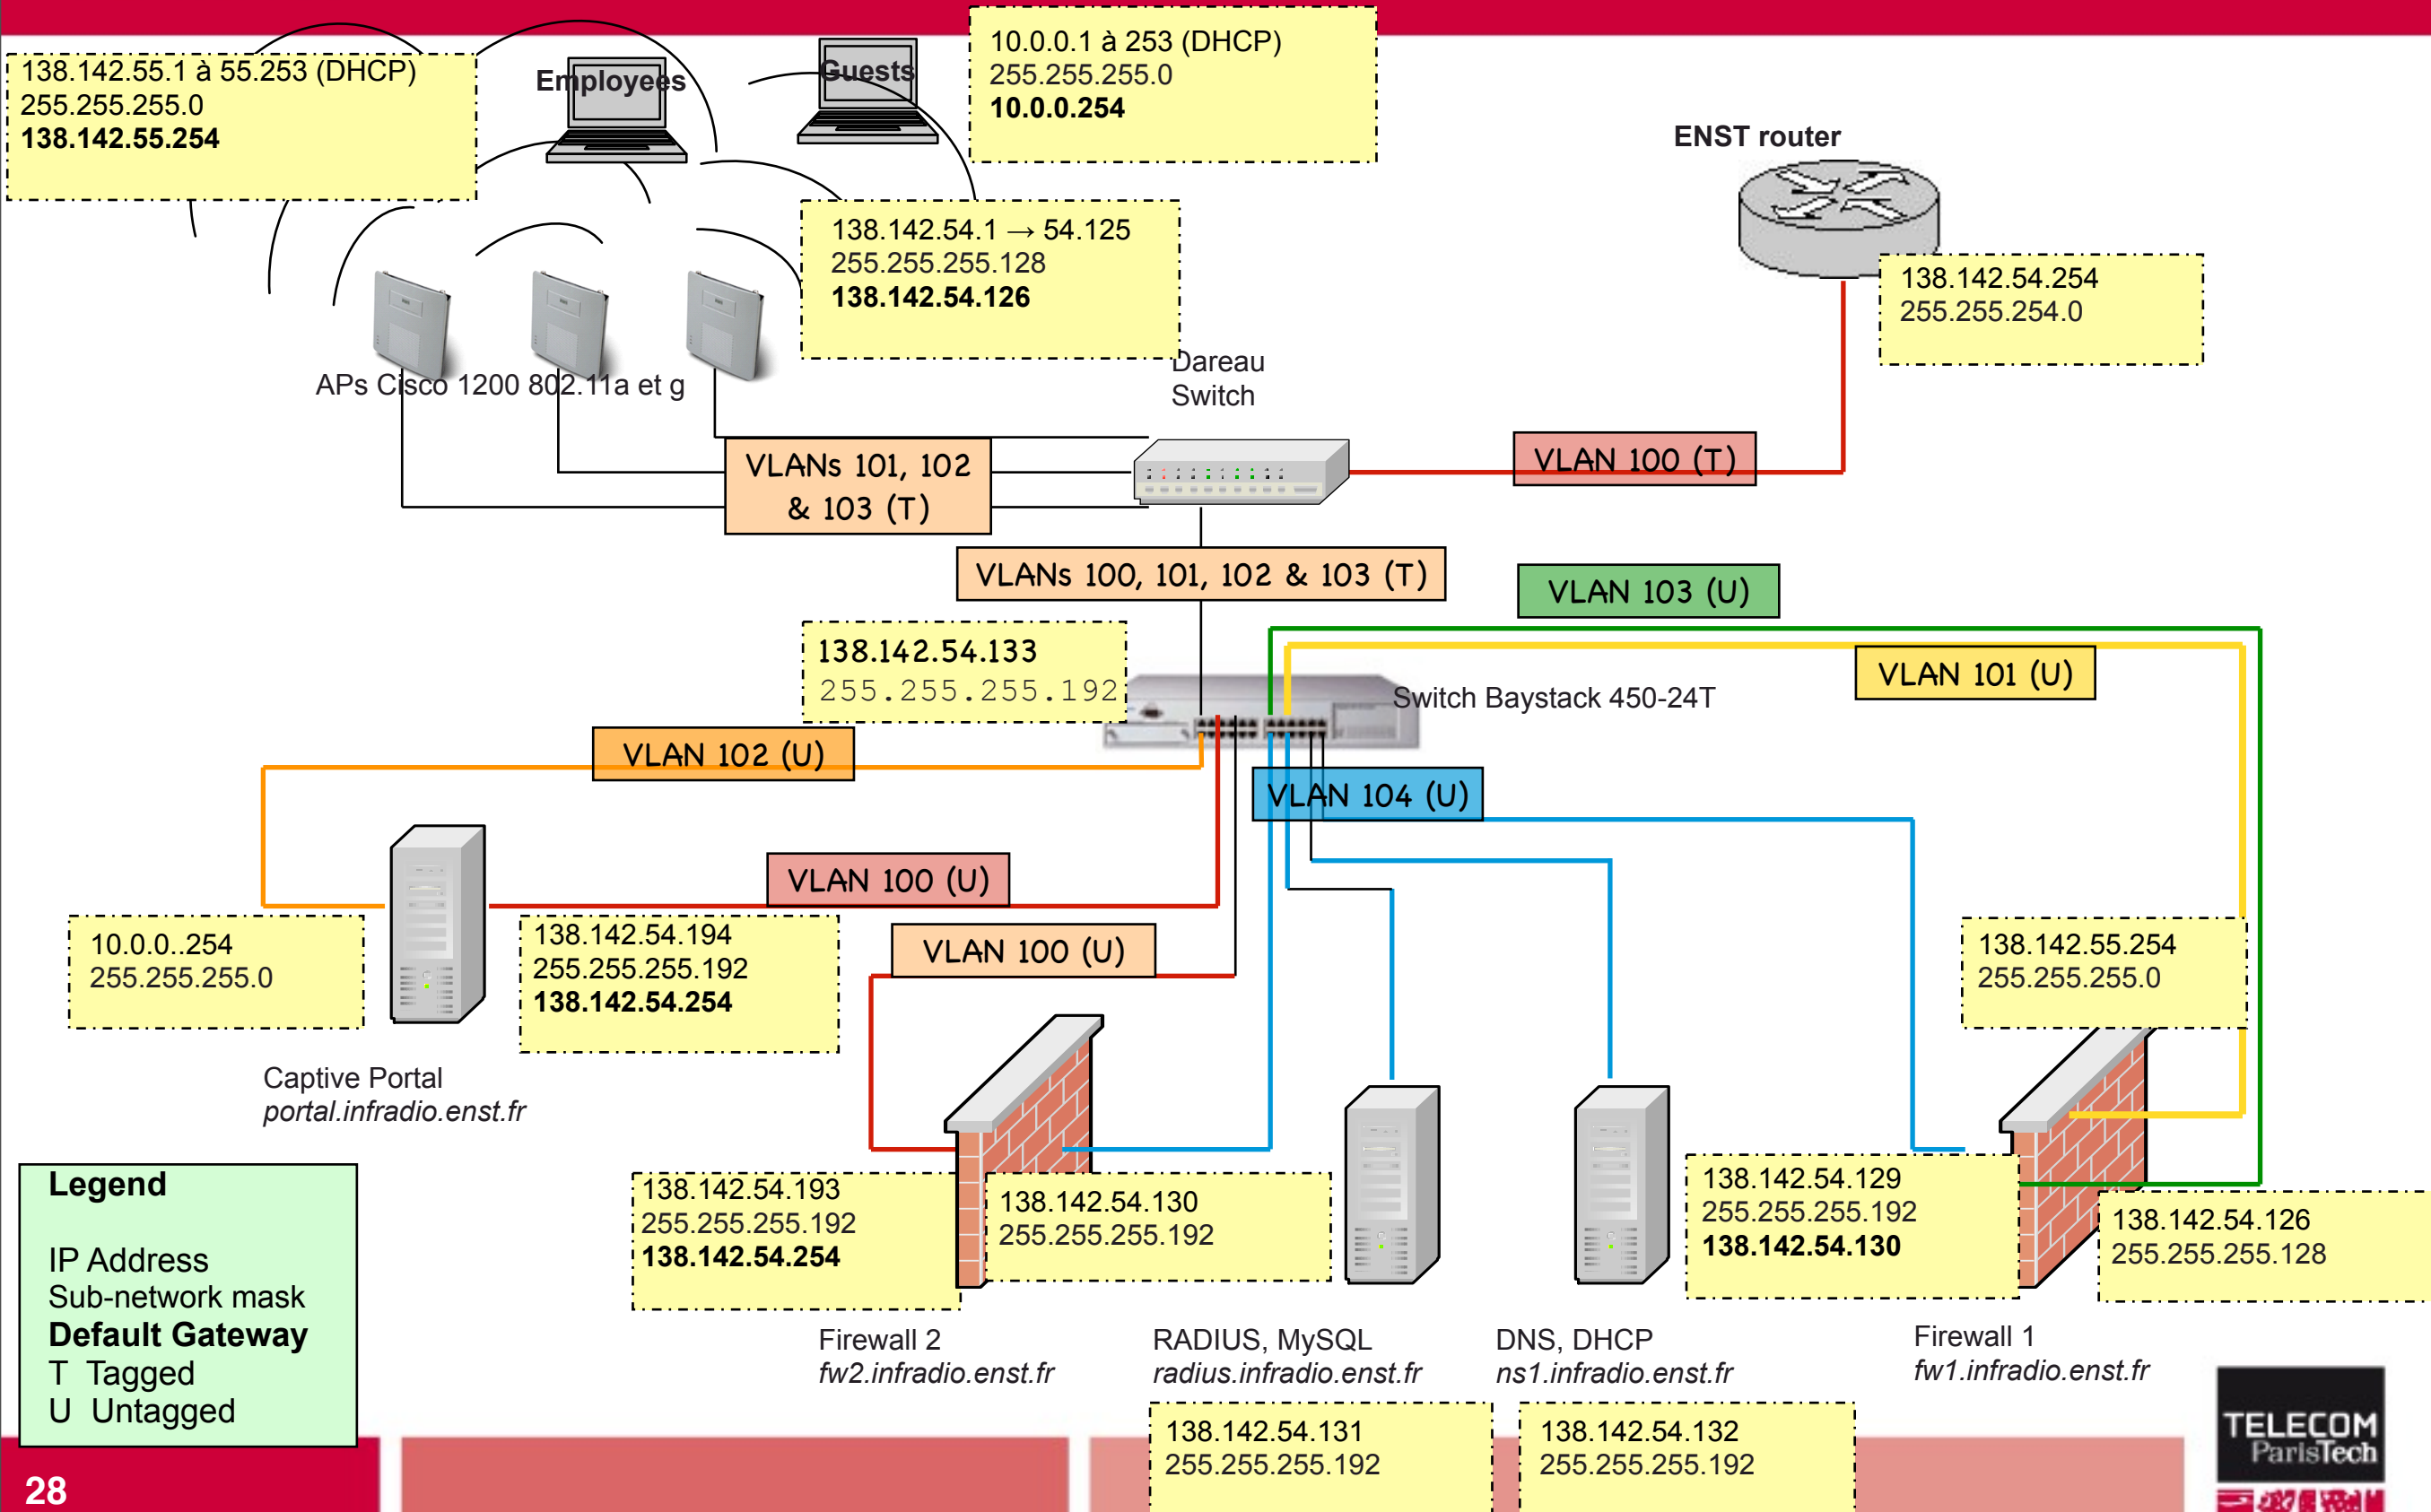 138.142.55.1 à 55.253 (DHCP)
255.255.255.0
138.142.55.254
Employees
Guests
10.0.0.1 à 253 (DHCP)
255.255.255.0
10.0.0.254
ENST router
138.142.54.254
255.255.254.0
138.142.54.1 → 54.125
255.255.255.128
138.142.54.126
APs Cisco 1200 802.11a et g
Dareau
Switch
VLANs 101, 102
& 103 (T)
VLAN 100 (T)
VLANs 100, 101, 102 & 103 (T)
VLAN 103 (U)
138.142.54.133
255.255.255.192
Switch Baystack 450-24T
VLAN 101 (U)
VLAN 102 (U)
VLAN 104 (U)
VLAN 100 (U)
10.0.0..254
255.255.255.0
138.142.54.194
255.255.255.192
138.142.54.254
VLAN 100 (U)
138.142.55.254
255.255.255.0
Captive Portal
portal.infradio.enst.fr
138.142.54.193
255.255.255.192
138.142.54.254
138.142.54.130
255.255.255.192
138.142.54.129
255.255.255.192
138.142.54.130
138.142.54.126
255.255.255.128
Firewall 2
fw2.infradio.enst.fr
RADIUS, MySQL
radius.infradio.enst.fr
DNS, DHCP
ns1.infradio.enst.fr
Firewall 1
fw1.infradio.enst.fr
138.142.54.131
255.255.255.192
138.142.54.132
255.255.255.192
Legend
IP Address
Sub-network mask
Default Gateway
T Tagged
U Untagged
28
TELECOM
ParisTech